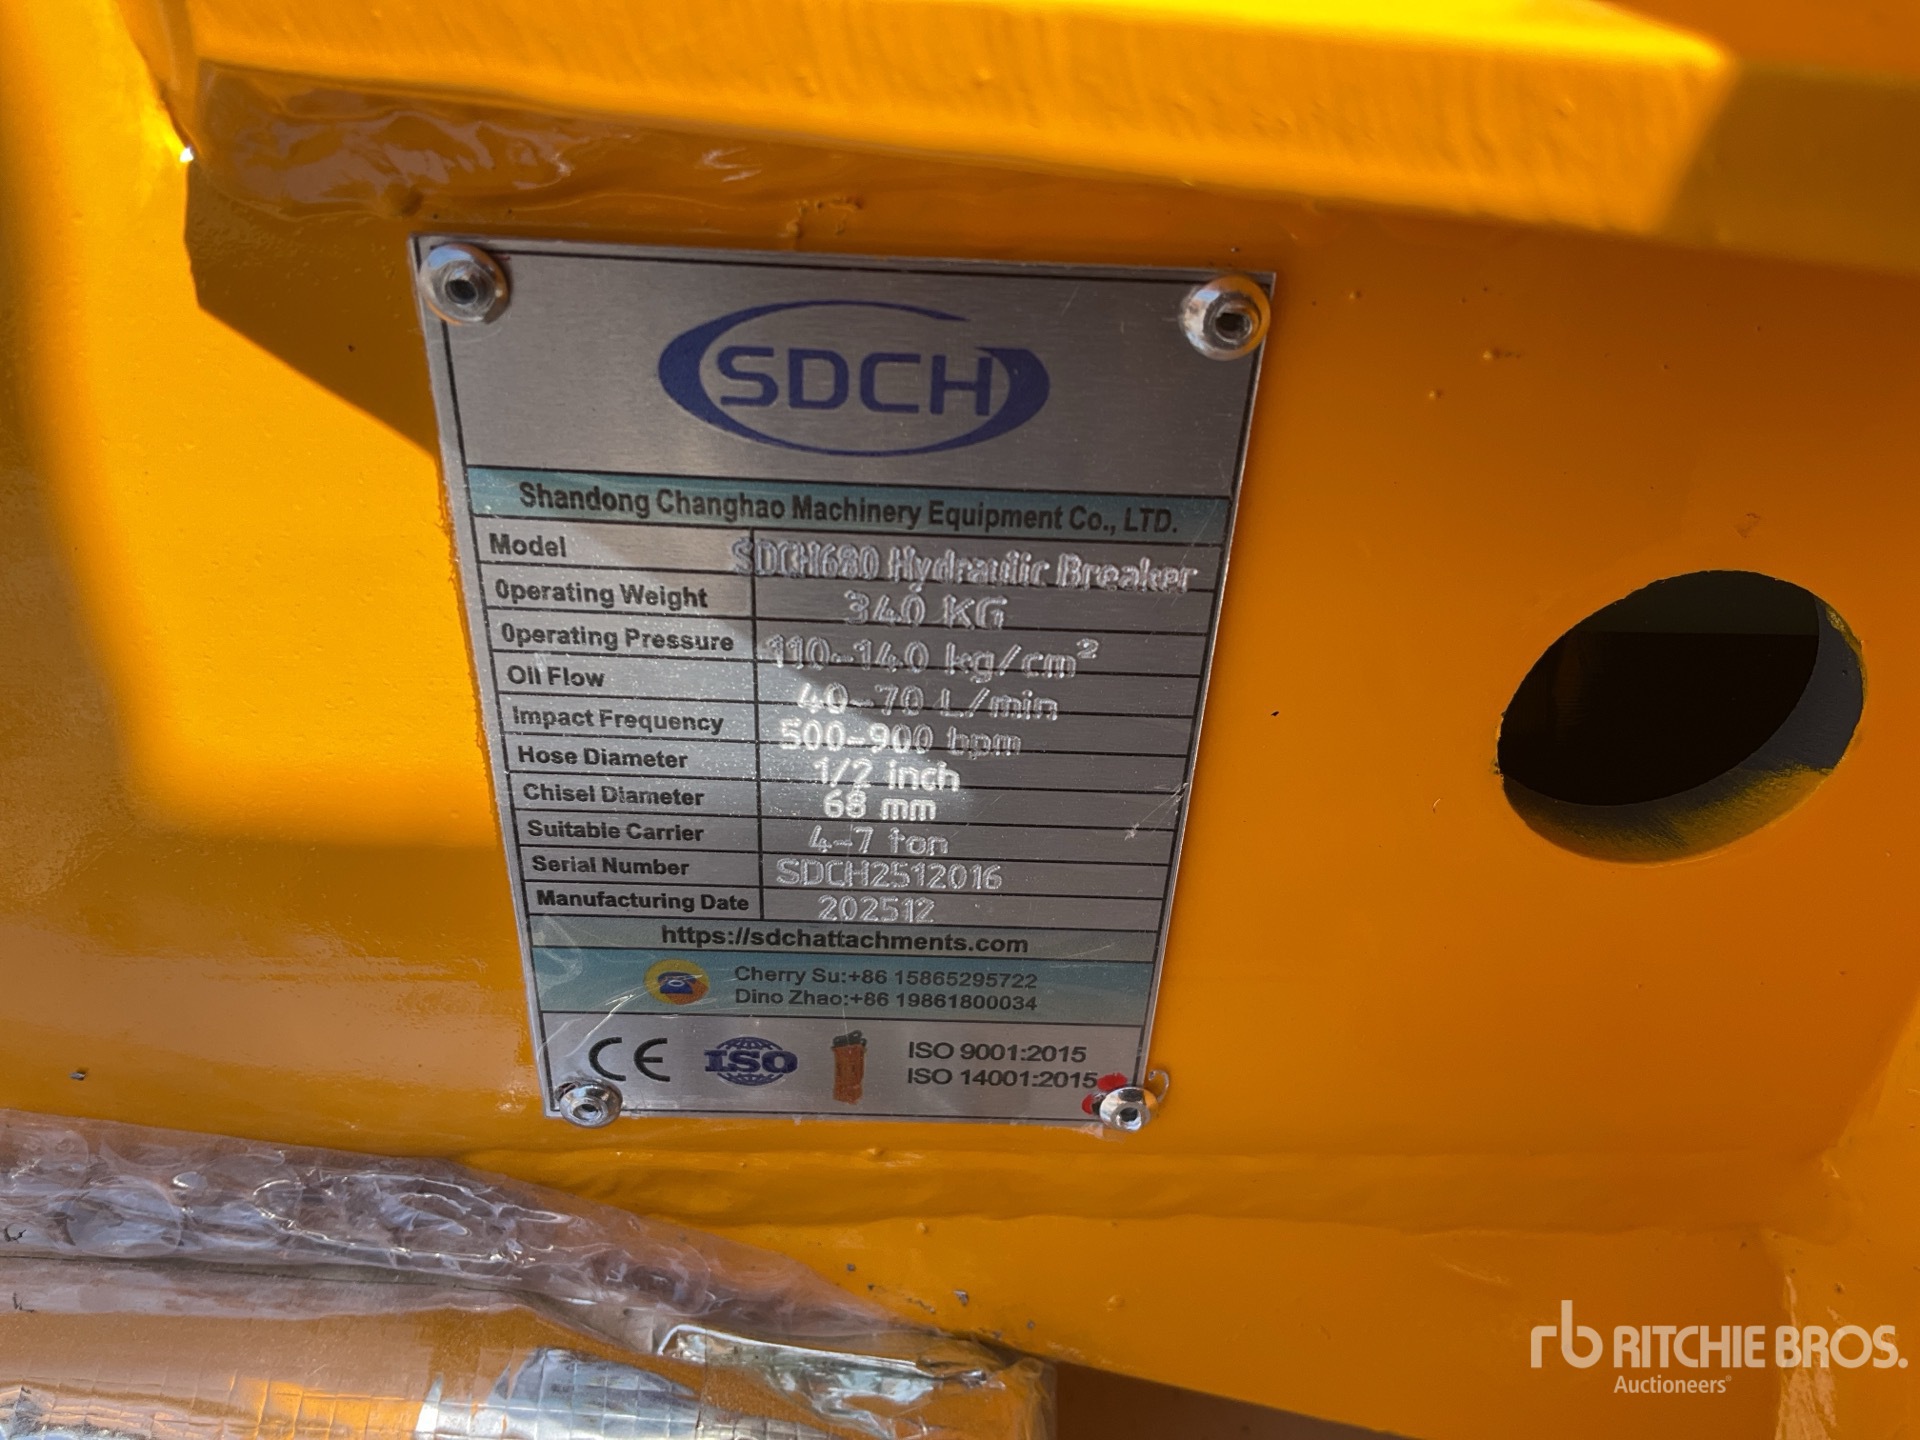 SDCH
Shandong Changhao Machinery Equipment Co., LTD.
Model SDCH680 Hydraulic Breaker
Operating Weight 340 KG
Operating Pressure 110-140 kg/cm²
Oil Flow 40-70 L/min
Impact Frequency 500-900 bpm
Hose Diameter 1/2 inch
Chisel Diameter 68 mm
Suitable Carrier 4-7 ton
Serial Number SDCH2512016
Manufacturing Date 202512
https://sdchattachments.com
Cherry Su:+86 15865295722
Dino Zhao:+86 19861800034
CE ISO ISO 9001:2015
ISO 14001:2015
rb RITCHIE BROS.
Auctioneers